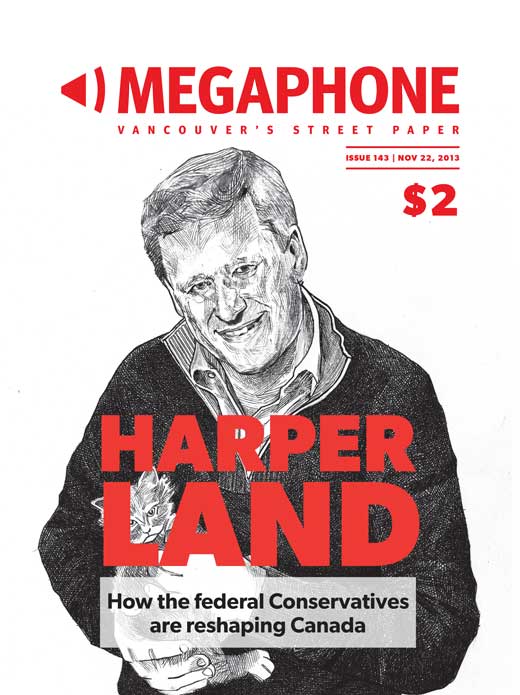 MEGAPHONE
VANCOUVER'S STREET PAPER
ISSUE 143 | NOV 22, 2013
$2
HARPER
LAND
How the federal Conservatives
are reshaping Canada